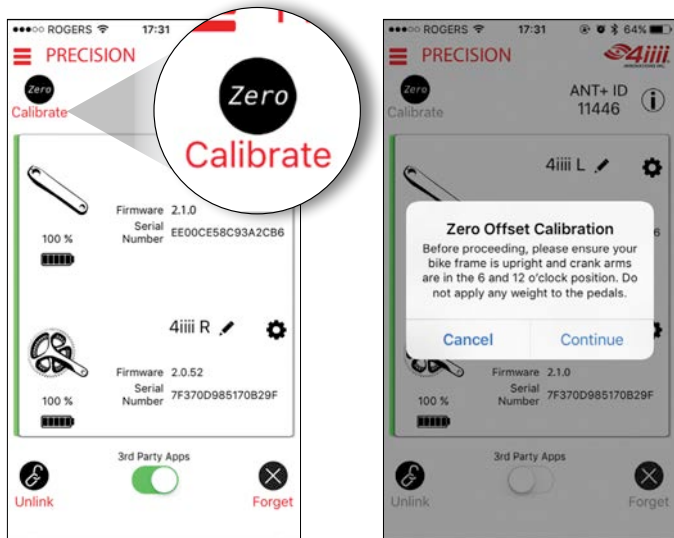 ROGERS 17:31
PRECISION
Zero
Calibrate
Zero
Calibrate
Firmware 2.1.0
Serial
Number EE00CE58C93A2CB6
100 %
4iiii R
Firmware 2.0.52
Serial
Number 7F370D985170B29F
100 %
3rd Party Apps
Unlink
Forget
ROGERS 17:31 64%
PRECISION
4iiii
INNOVATIONS INC.
Zero
Calibrate
ANT+ ID
11446
4iiii L
6
Zero Offset Calibration
Before proceeding, please ensure your
bike frame is upright and crank arms
are in the 6 and 12 o'clock position. Do
not apply any weight to the pedals.
Cancel Continue
Firmware 2.1.0
Serial
Number 7F370D985170B29F
100 %
3rd Party Apps
Unlink
Forget